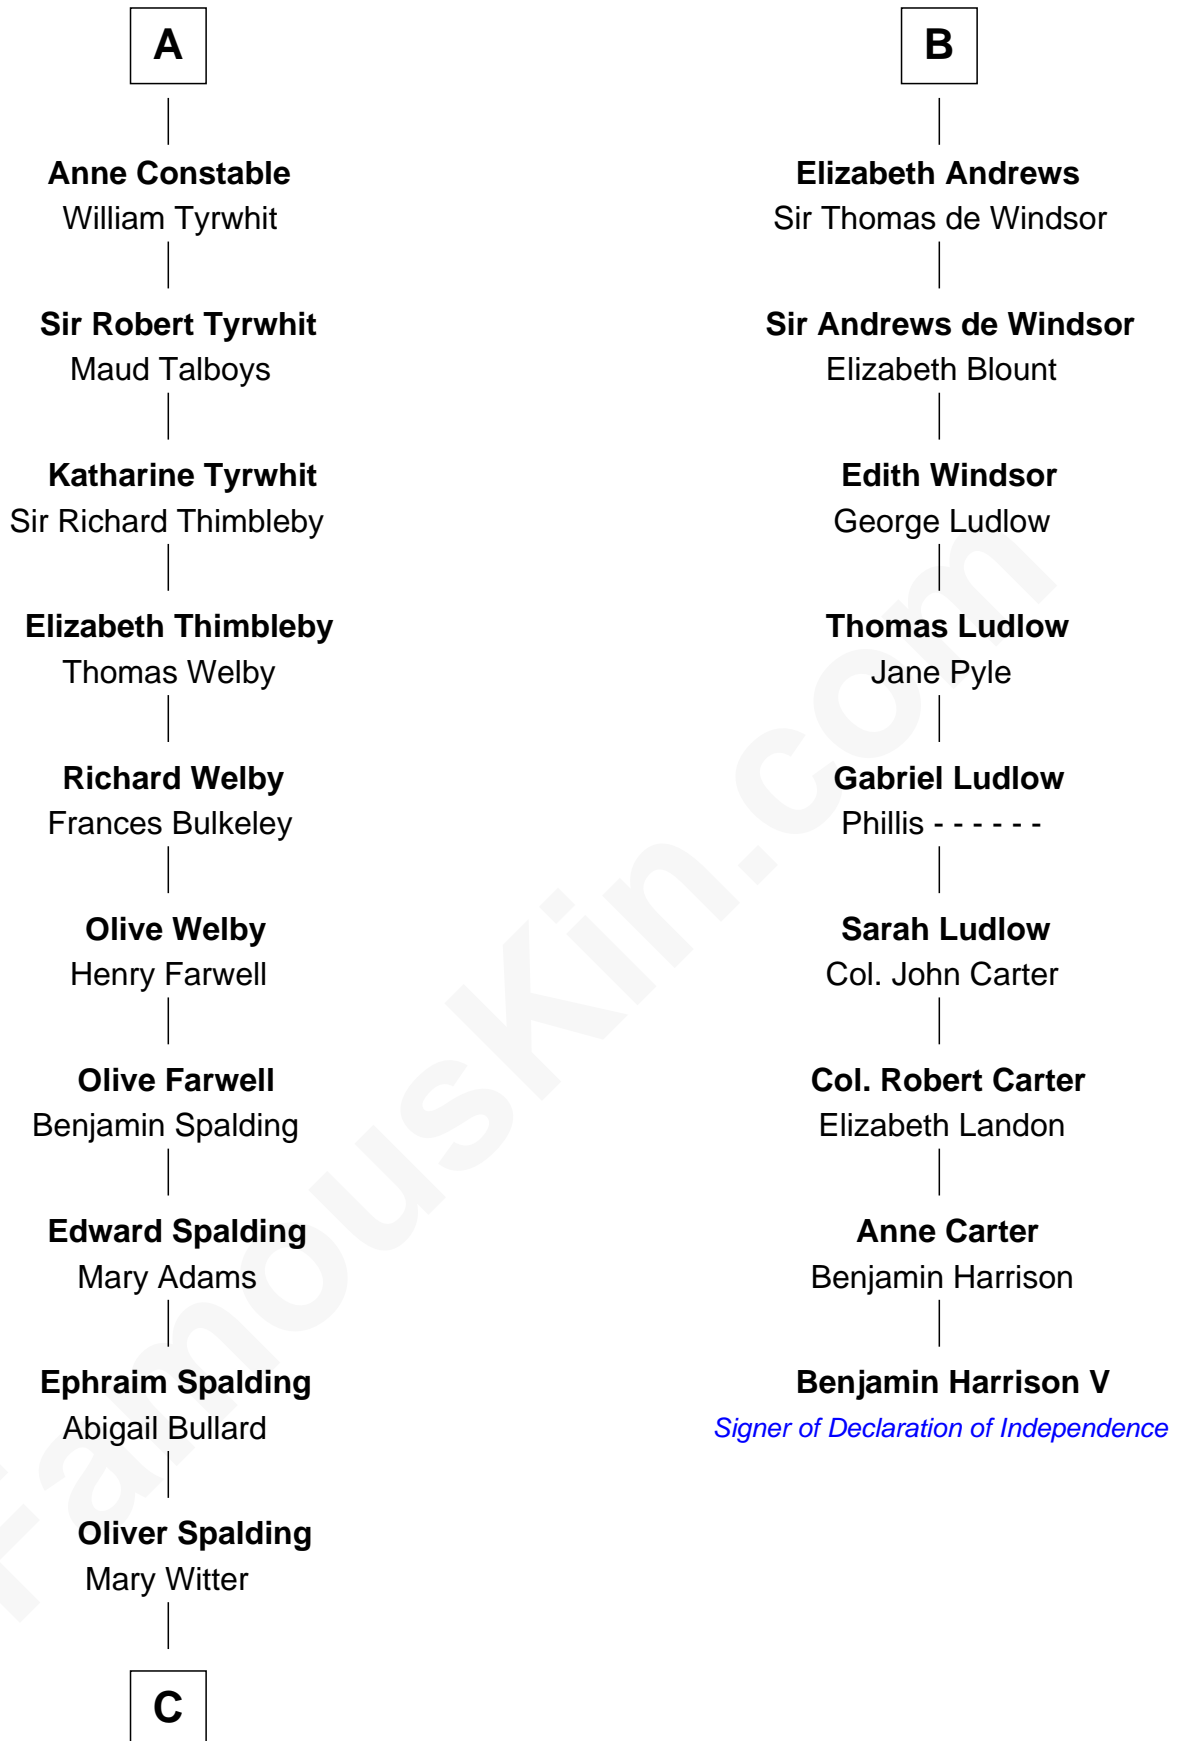 A
Anne Constable
William Tyrwhit
Sir Robert Tyrwhit
Maud Talboys
Katharine Tyrwhit
Sir Richard Thimbleby
Elizabeth Thimbleby
Thomas Welby
Richard Welby
Frances Bulkeley
Olive Welby
Henry Farwell
Olive Farwell
Benjamin Spalding
Edward Spalding
Mary Adams
Ephraim Spalding
Abigail Bullard
Oliver Spalding
Mary Witter
C
B
Elizabeth Andrews
Sir Thomas de Windsor
Sir Andrews de Windsor
Elizabeth Blount
Edith Windsor
George Ludlow
Thomas Ludlow
Jane Pyle
Gabriel Ludlow
Phillis - - - - - -
Sarah Ludlow
Col. John Carter
Col. Robert Carter
Elizabeth Landon
Anne Carter
Benjamin Harrison
Benjamin Harrison V
Signer of Declaration of Independence
FamousKin.com